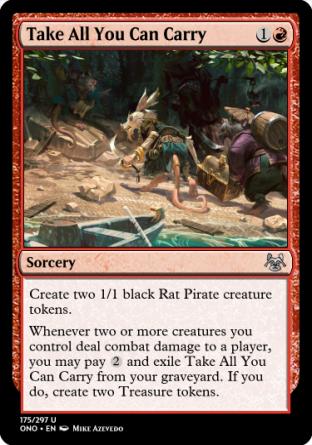 Take All You Can Carry 1
Sorcery
Create two 1/1 black Rat Pirate creature
tokens.
Whenever two or more creatures you
control deal combat damage to a player,
you may pay 2 and exile Take All You
Can Carry from your graveyard. If you
do, create two Treasure tokens.
175/297 U
ONO • EN Mike Azevedo